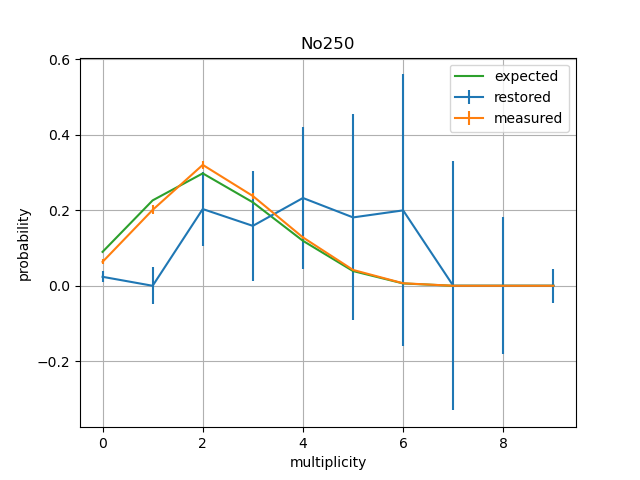 No250
expected
restored
measured
0.6
0.4
0.2
0.0
−0.2
probability
0 2 4 6 8
multiplicity